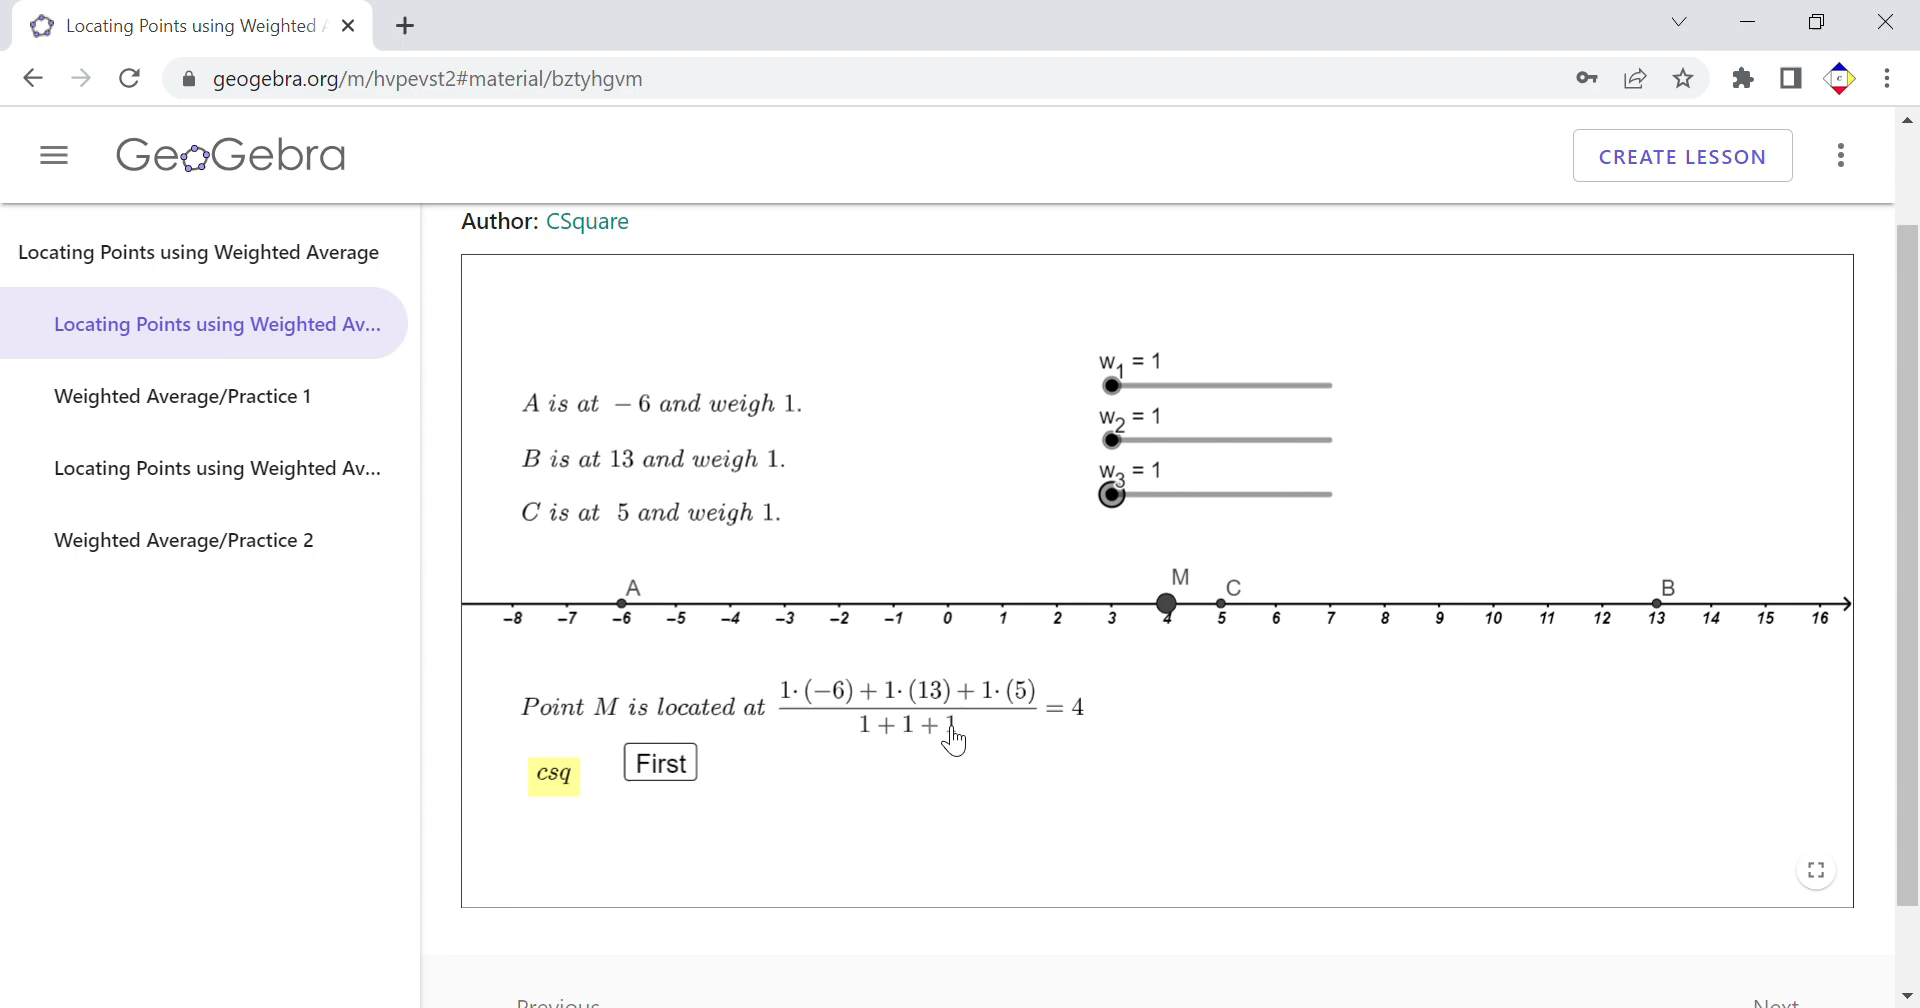 Locating Points using Weighted
geogebra.org/m/hvpevst2#material/bztyhgvm
GeoGebra
CREATE LESSON
Locating Points using Weighted Average
Locating Points using Weighted Av...
Weighted Average/Practice 1
Locating Points using Weighted Av...
Weighted Average/Practice 2
Author: CSquare
A is at − 6 and weigh 1.
B is at 13 and weigh 1.
C is at 5 and weigh 1.
w₁ = 1
w₂ = 1
w₃ = 1
A M C B
−8 −7 −6 −5 −4 −3 −2 −1 0 1 2 3 4 5 6 7 8 9 10 11 12 13 14 15 16
1· (−6) + 1· (13) + 1· (5)
Point M is located at = 4
1 + 1 + 1
csq First
Previous Next